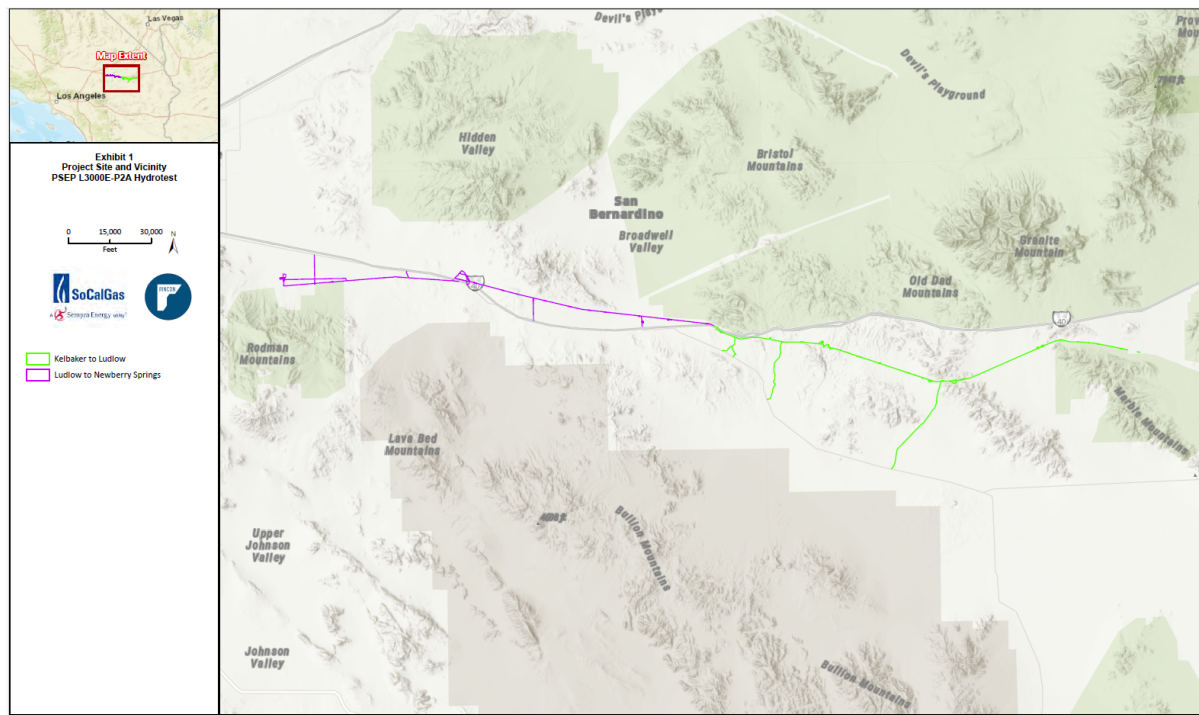 Las Vegas
Map Extent
Los Angeles
Exhibit 1
Project Site and Vicinity
PSEP L3000E-P2A Hydrotest
0 15,000 30,000
Feet
N
SoCalGas
A Sempra Energy utility
RINCON
Kelbaker to Ludlow
Ludlow to Newberry Springs
Devil's
Devil's Playground
Hidden
Valley
Bristol
Mountains
San
Bernardino
Broadwell
Valley
Granite
Mountain
Old Dad
Mountains
40
40
Rodman
Mountains
Marble Mountains
Lava Bed
Mountains
Bullion Mountains
Upper
Johnson
Valley
Johnson
Valley
Bullion Mountains